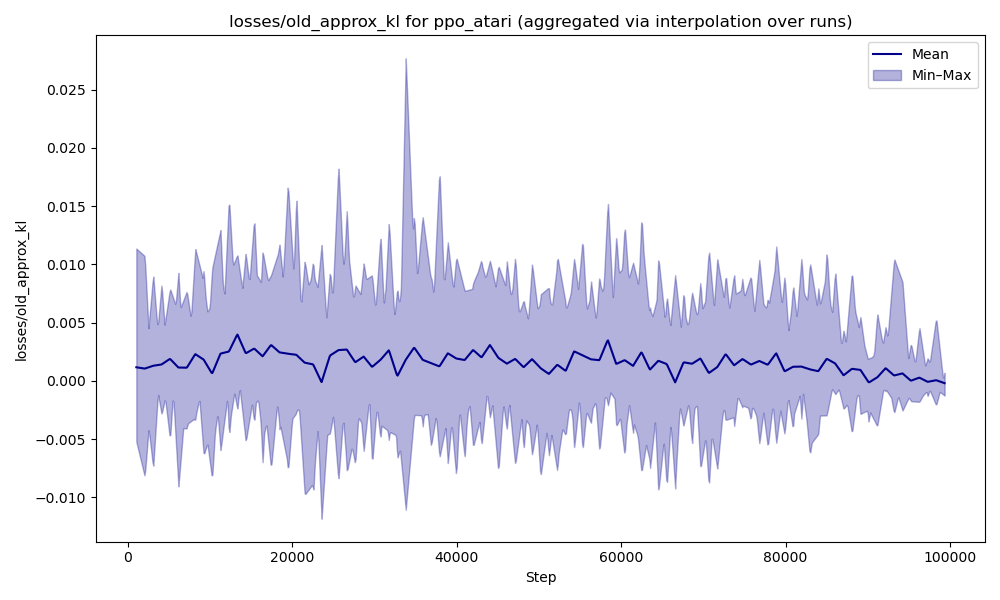 losses/old_approx_kl for ppo_atari (aggregated via interpolation over runs)
Mean
Min–Max
0.025
0.020
0.015
0.010
0.005
0.000
−0.005
−0.010
losses/old_approx_kl
0
20000
40000
60000
80000
100000
Step